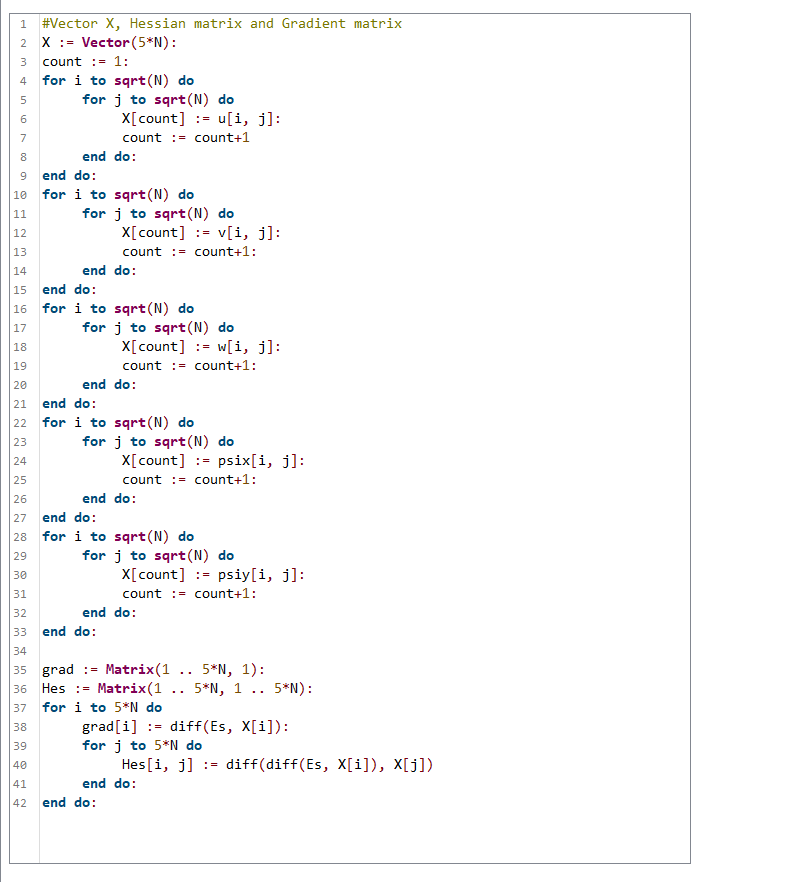 1 #Vector X, Hessian matrix and Gradient matrix
2 X := Vector(5*N):
3 count := 1:
4 for i to sqrt(N) do
5      for j to sqrt(N) do
6           X[count] := u[i, j]:
7           count := count+1
8      end do:
9 end do:
10 for i to sqrt(N) do
11      for j to sqrt(N) do
12           X[count] := v[i, j]:
13           count := count+1:
14      end do:
15 end do:
16 for i to sqrt(N) do
17      for j to sqrt(N) do
18           X[count] := w[i, j]:
19           count := count+1:
20      end do:
21 end do:
22 for i to sqrt(N) do
23      for j to sqrt(N) do
24           X[count] := psix[i, j]:
25           count := count+1:
26      end do:
27 end do:
28 for i to sqrt(N) do
29      for j to sqrt(N) do
30           X[count] := psiy[i, j]:
31           count := count+1:
32      end do:
33 end do:
34
35 grad := Matrix(1 .. 5*N, 1):
36 Hes := Matrix(1 .. 5*N, 1 .. 5*N):
37 for i to 5*N do
38      grad[i] := diff(Es, X[i]):
39      for j to 5*N do
40           Hes[i, j] := diff(diff(Es, X[i]), X[j])
41      end do:
42 end do: